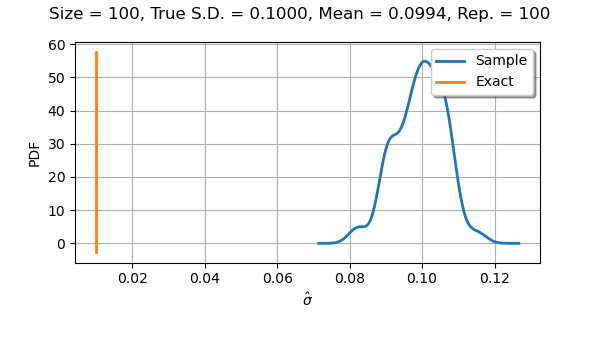 Size = 100, True S.D. = 0.1000, Mean = 0.0994, Rep. = 100
60
50
40
30
20
10
0
PDF
Sample
Exact
0.02 0.04 0.06 0.08 0.10 0.12
σ̂